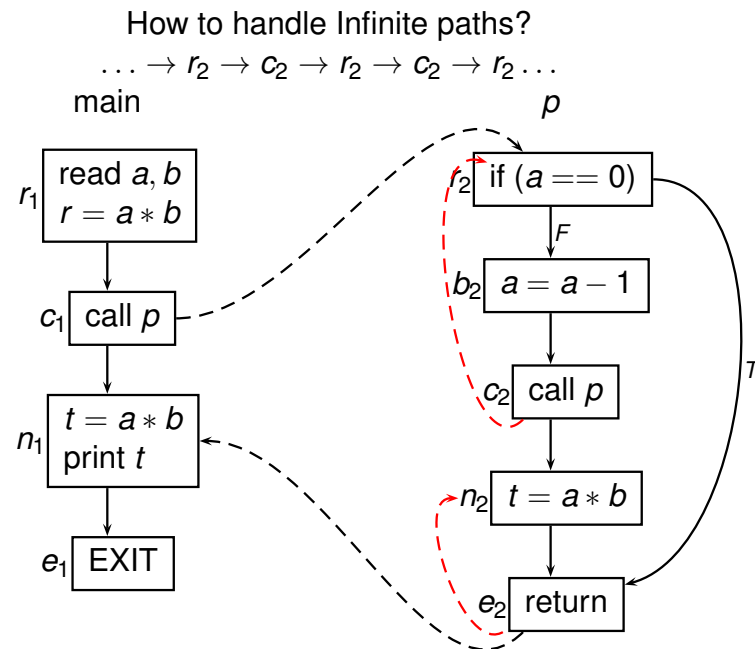 How to handle Infinite paths?
… → r₂ → c₂ → r₂ → c₂ → r₂ …
main
p
r₁
read a, b
r = a ∗ b
c₁
call p
n₁
t = a ∗ b
print t
e₁
EXIT
r₂
if (a == 0)
F
b₂
a = a − 1
T
c₂
call p
n₂
t = a ∗ b
e₂
return